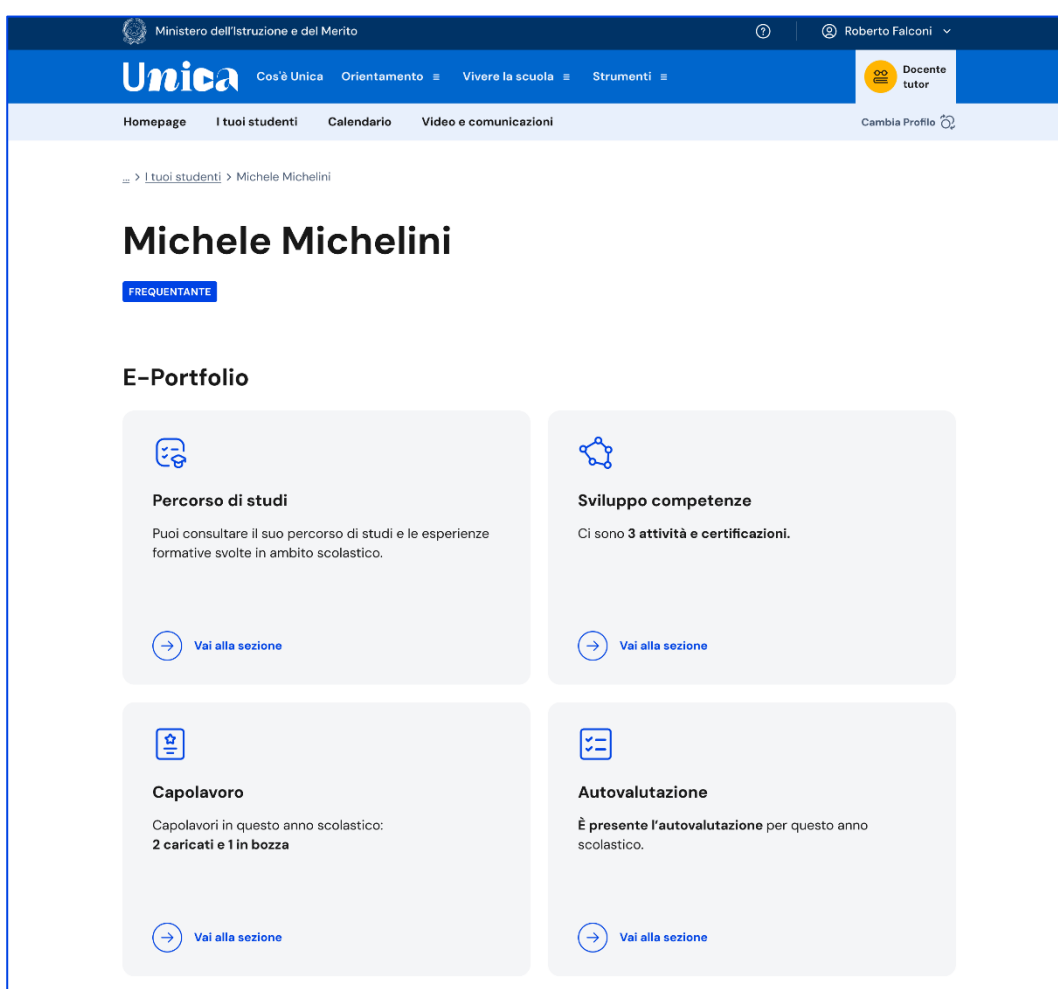 Ministero dell'Istruzione e del Merito
Roberto Falconi
Unica
Cos'è Unica Orientamento Vivere la scuola Strumenti
Docente
tutor
Homepage I tuoi studenti Calendario Video e comunicazioni
Cambia Profilo
... > I tuoi studenti > Michele Michelini
Michele Michelini
FREQUENTANTE
E-Portfolio
Percorso di studi
Puoi consultare il suo percorso di studi e le esperienze
formative svolte in ambito scolastico.
Vai alla sezione
Sviluppo competenze
Ci sono 3 attività e certificazioni.
Vai alla sezione
Capolavoro
Capolavori in questo anno scolastico:
2 caricati e 1 in bozza
Vai alla sezione
Autovalutazione
È presente l'autovalutazione per questo anno
scolastico.
Vai alla sezione